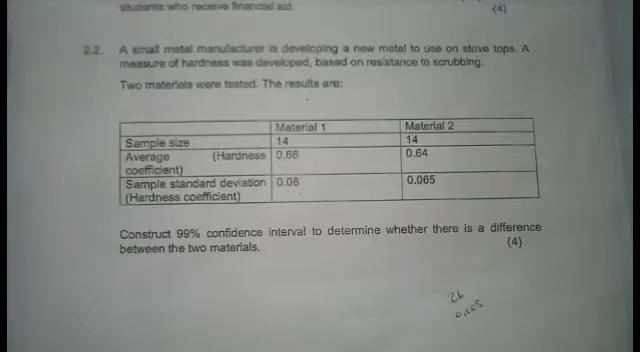 students who receive financial aid.
(4)
2.2. A small metal manufacturer is developing a new metal to use on stove tops. A
measure of hardness was developed, based on resistance to scrubbing.
Two materials were tested. The results are:
Material 1 Material 2
Sample size 14 14
Average (Hardness 0.66 0.64
coefficient)
Sample standard deviation 0.06 0.065
(Hardness coefficient)
Construct 99% confidence interval to determine whether there is a difference
between the two materials. (4)
26
0,005